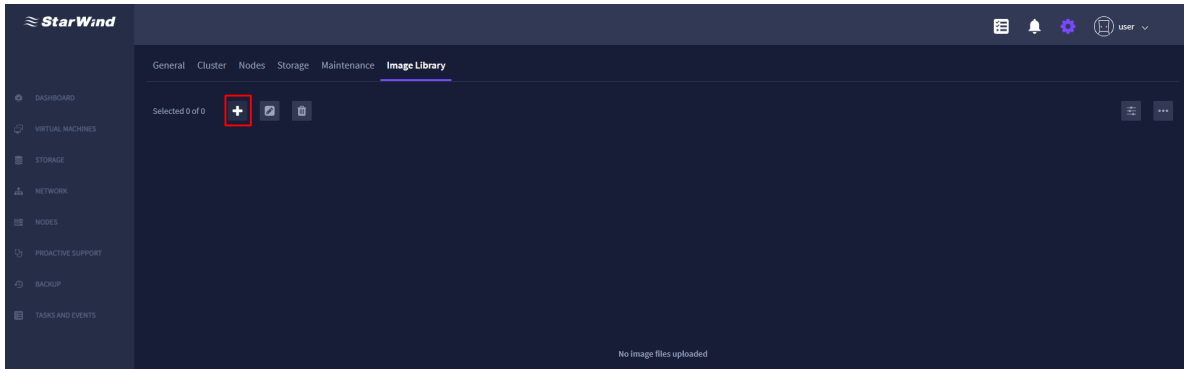 StarWind
user
General Cluster Nodes Storage Maintenance Image Library
Selected 0 of 0
DASHBOARD
VIRTUAL MACHINES
STORAGE
NETWORK
NODES
PROACTIVE SUPPORT
BACKUP
TASKS AND EVENTS
No image files uploaded